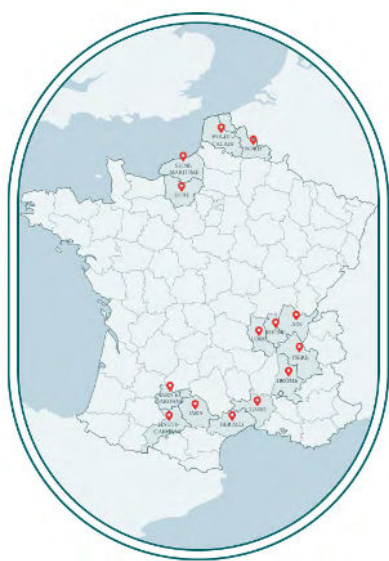 PAS-DE-
CALAIS
NORD
SEINE-
MARITIME
EURE
AIN
RHÔNE
LOIRE
ISÈRE
DRÔME
TARN-ET-
GARONNE
TARN
GARD
HÉRAULT
HAUTE-
GARONNE